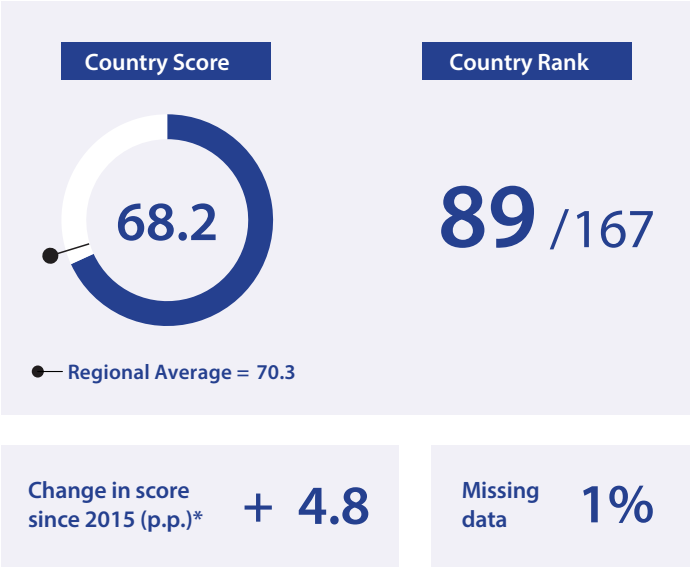 Country Score
Country Rank
68.2
89 /167
Regional Average = 70.3
Change in score
since 2015 (p.p.)*
+ 4.8
Missing
data
1%